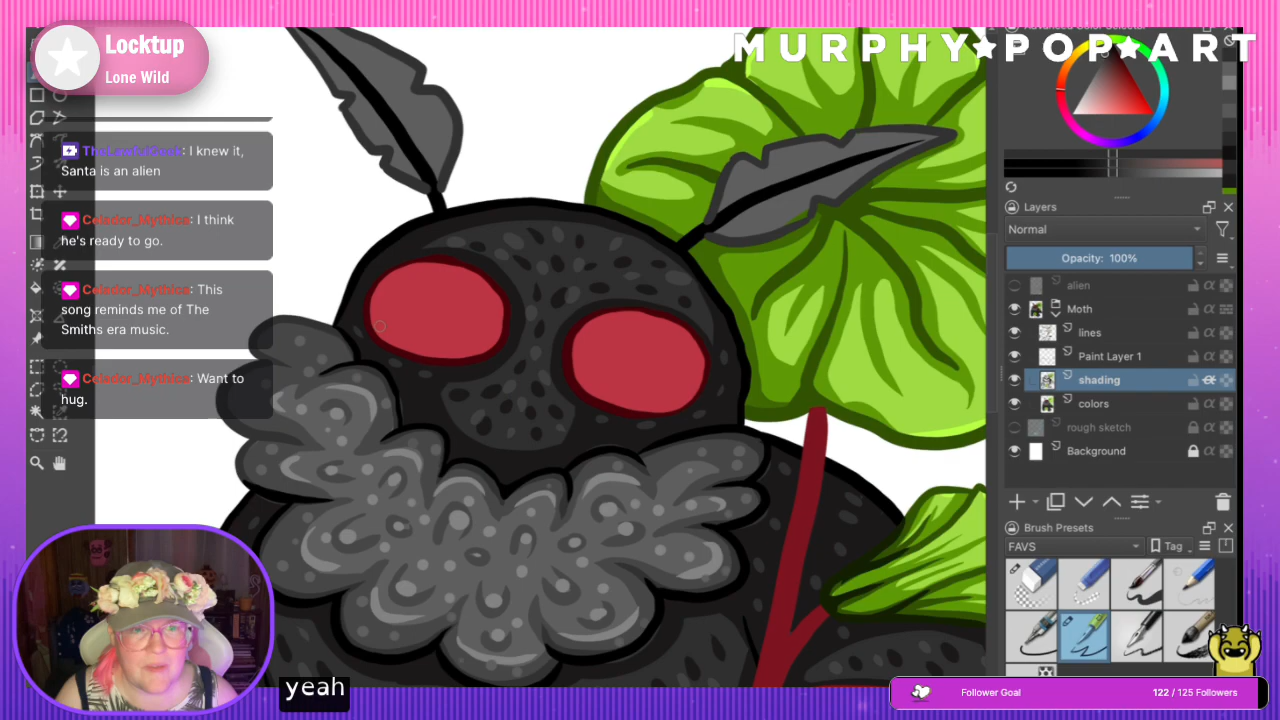 Locktup
Lone Wild
MURPHY★POP★ART
TheLawfulGeek: I knew it,
Santa is an alien
Celador_Mythica: I think
he's ready to go.
Celador_Mythica: This
song reminds me of The
Smiths era music.
Celador_Mythica: Want to
hug.
Layers
Normal
Opacity: 100%
alien
Moth
lines
Paint Layer 1
shading
colors
rough sketch
Background
Brush Presets
FAVS
Tag
yeah
Follower Goal
122 / 125 Followers